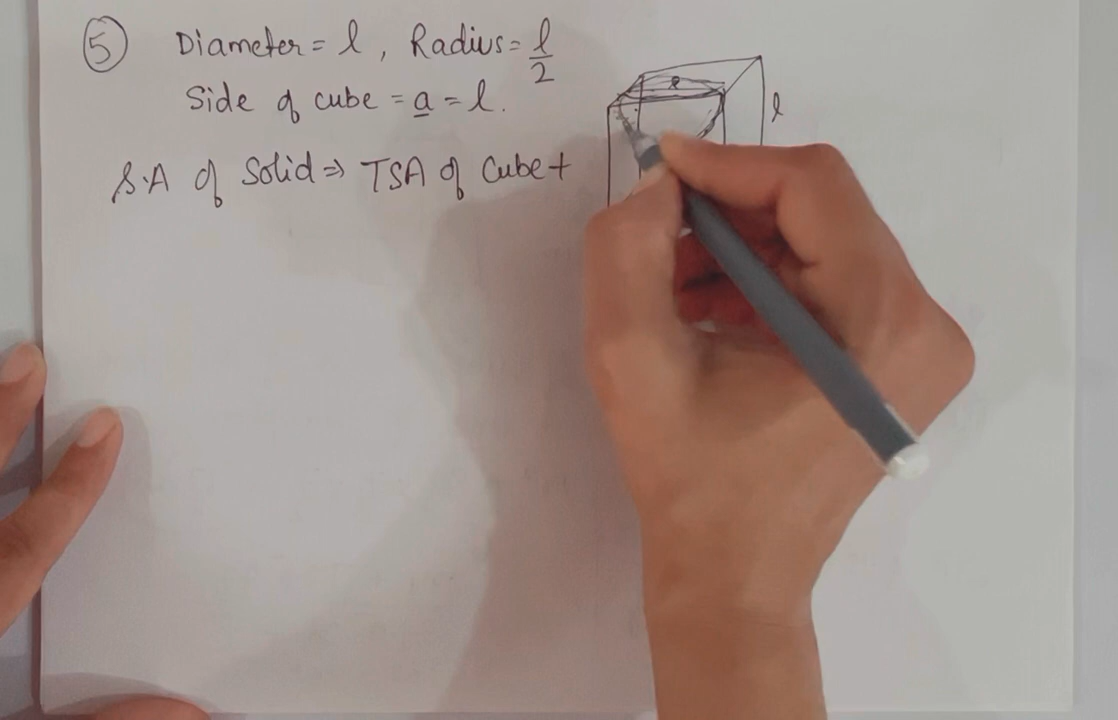 5 Diameter = l , Radius = l/2
Side of cube = a = l.
S.A of Solid ⇒ TSA of Cube +
l